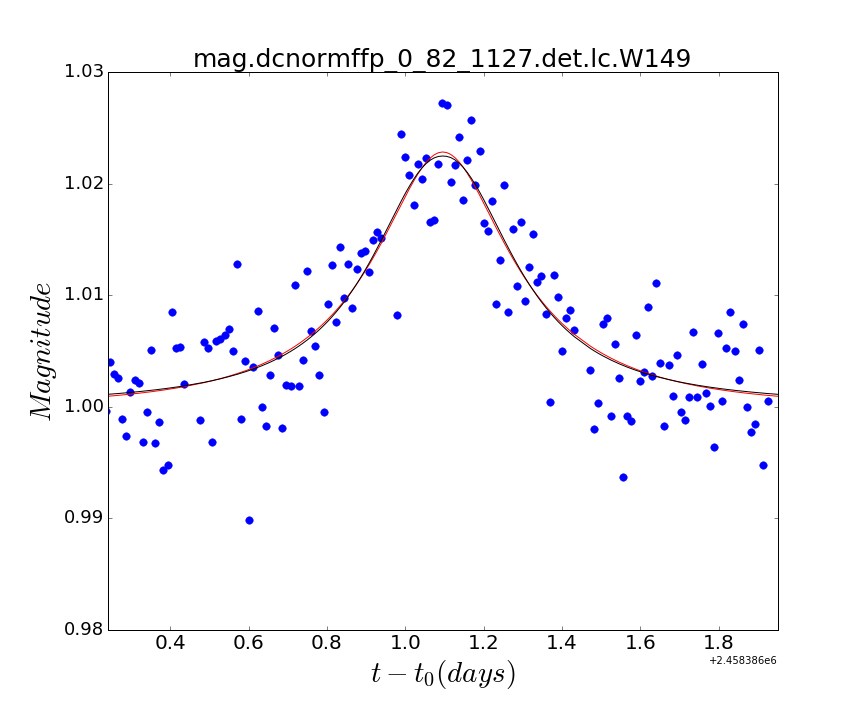 mag.dcnormffp_0_82_1127.det.lc.W149
1.03
1.02
1.01
1.00
0.99
0.98
Magnitude
0.4 0.6 0.8 1.0 1.2 1.4 1.6 1.8
+2.458386e6
t − t₀(days)